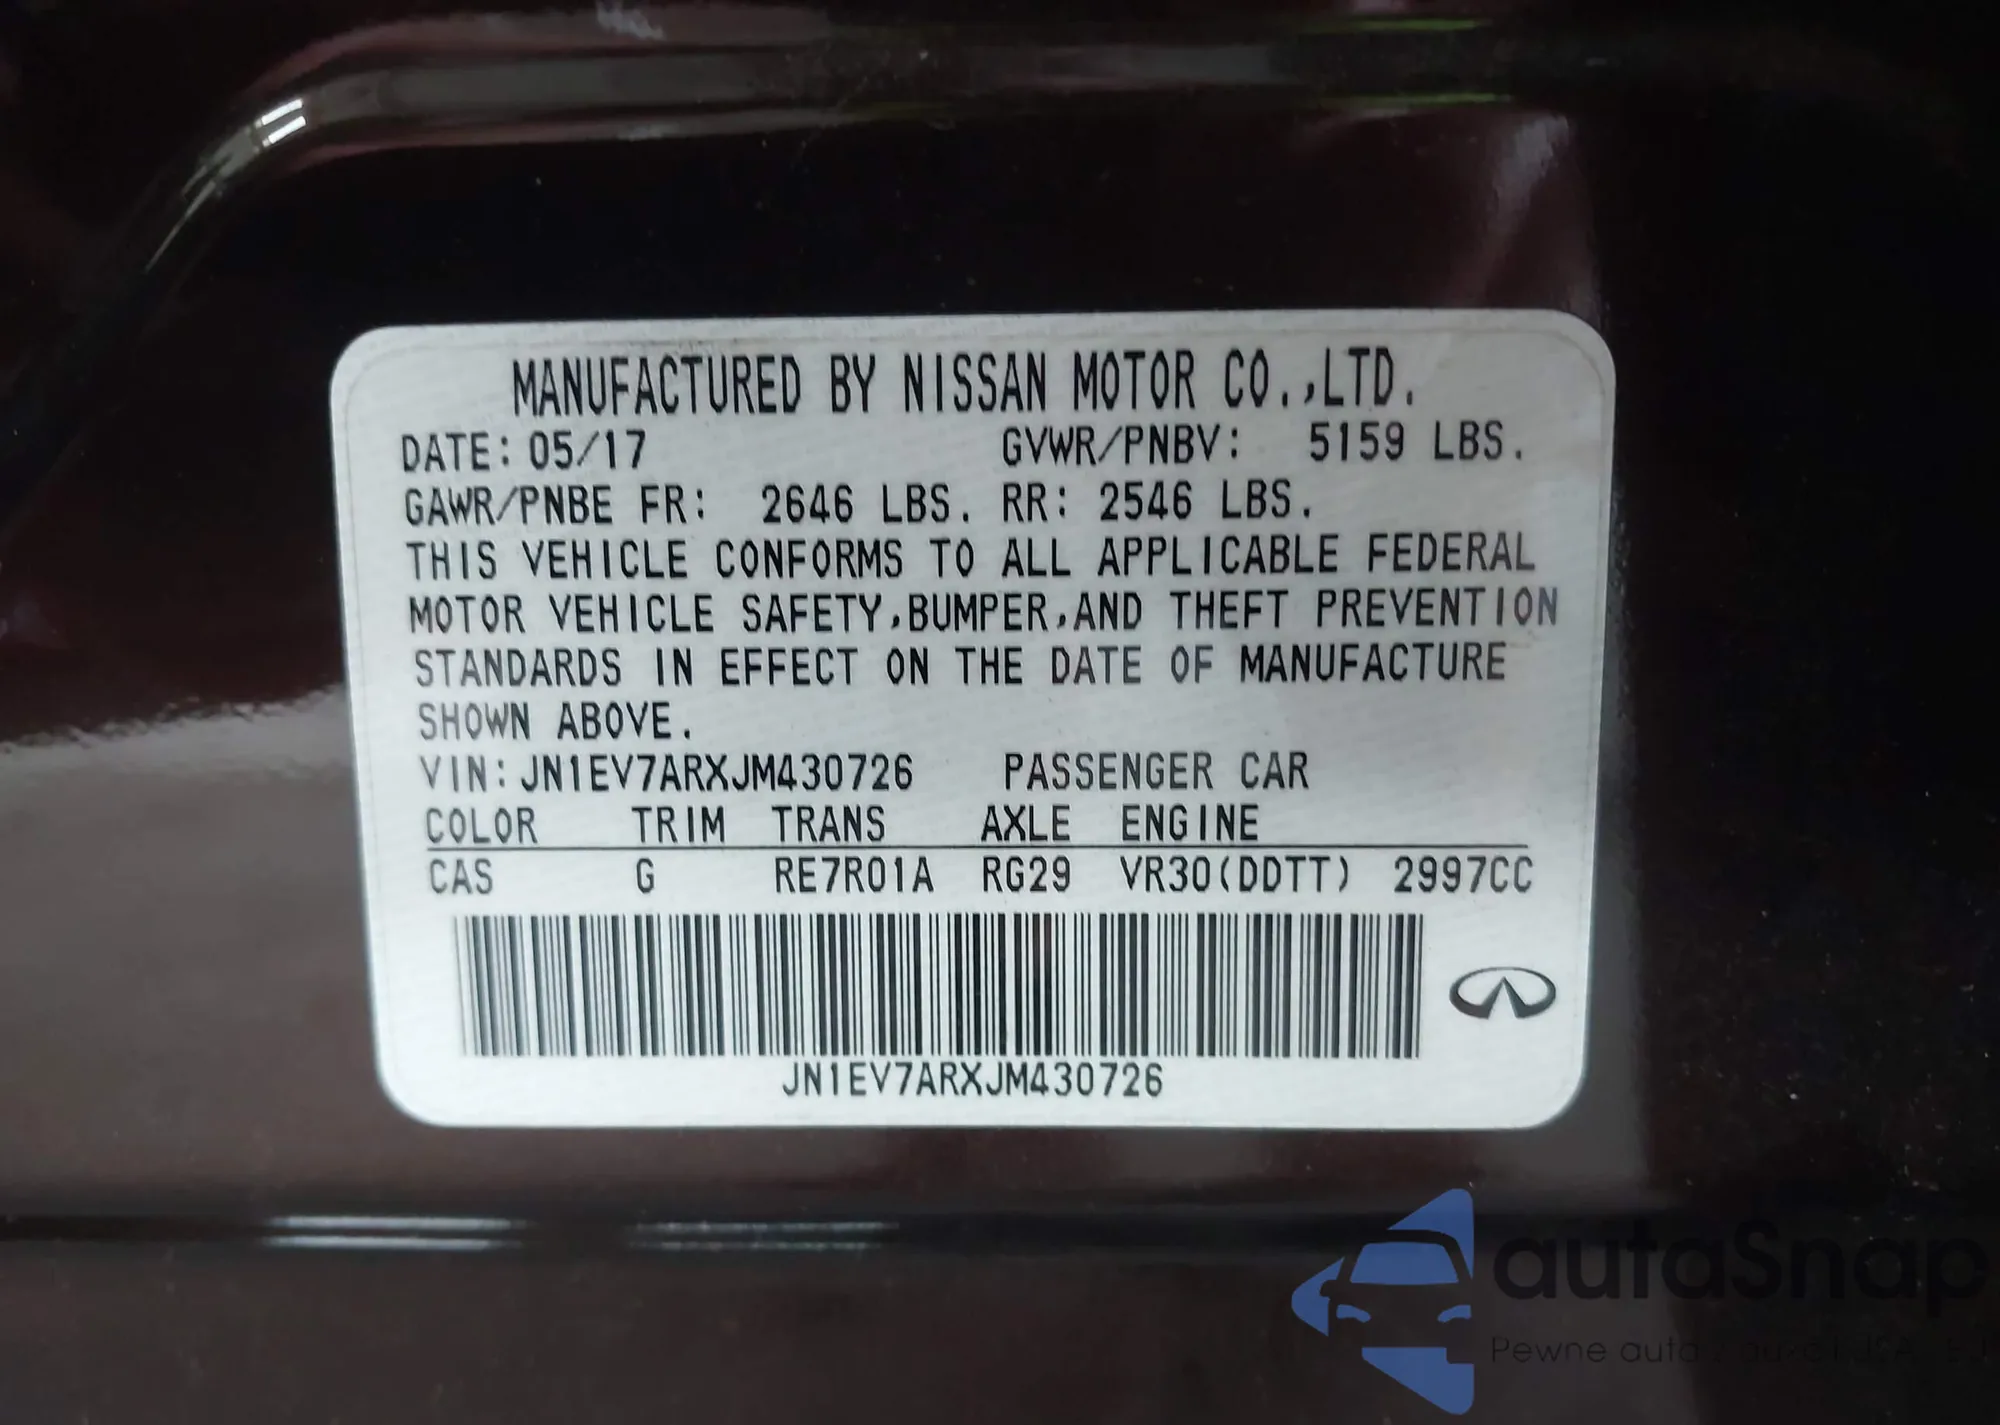 MANUFACTURED BY NISSAN MOTOR CO.,LTD.
DATE: 05/17 GVWR/PNBV: 5159 LBS.
GAWR/PNBE FR: 2646 LBS. RR: 2546 LBS.
THIS VEHICLE CONFORMS TO ALL APPLICABLE FEDERAL
MOTOR VEHICLE SAFETY,BUMPER,AND THEFT PREVENTION
STANDARDS IN EFFECT ON THE DATE OF MANUFACTURE
SHOWN ABOVE.
VIN:JN1EV7ARXJM430726 PASSENGER CAR
COLOR TRIM TRANS AXLE ENGINE
CAS G RE7R01A RG29 VR30(DDTT) 2997CC
JN1EV7ARXJM430726
autaSnap
Pewne auta